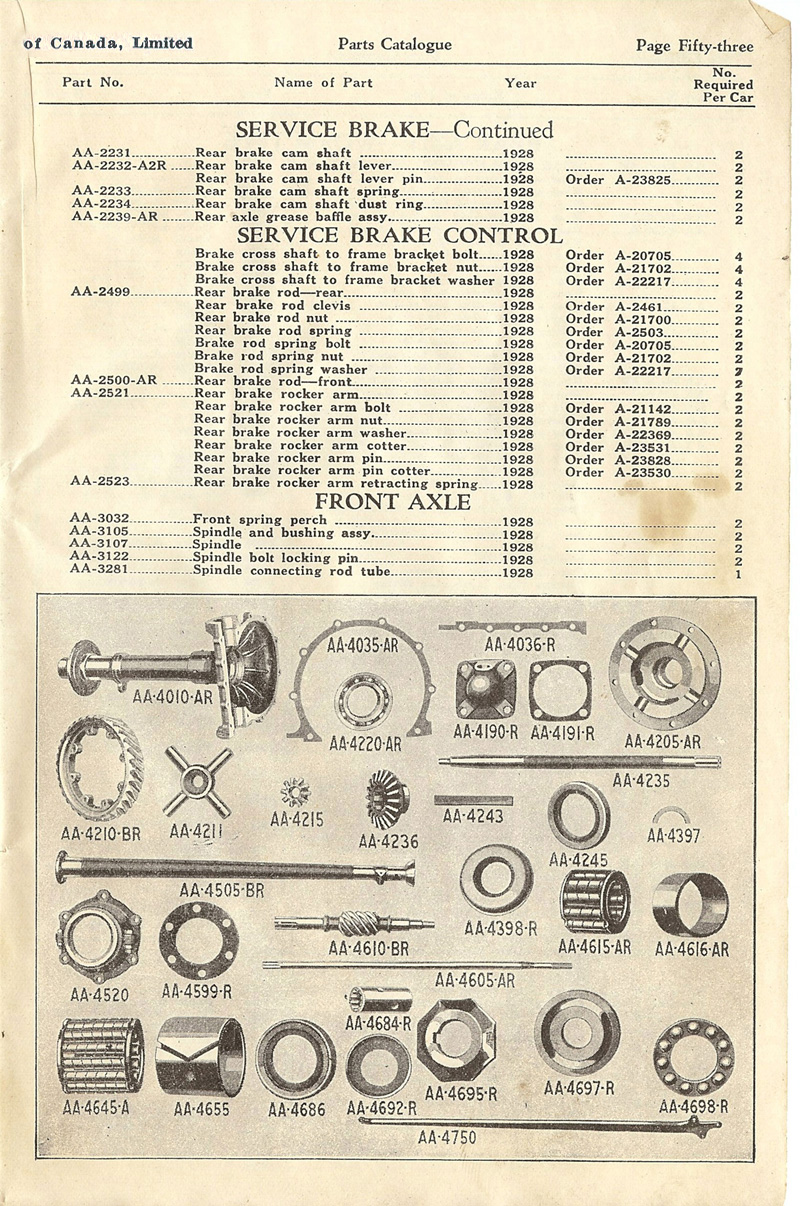 of Canada, Limited Parts Catalogue Page Fifty-three
Part No. Name of Part Year No. Required Per Car
SERVICE BRAKE—Continued
AA-2231 Rear brake cam shaft 1928 2
AA-2232-A2R Rear brake cam shaft lever 1928 2
Rear brake cam shaft lever pin 1928 Order A-23825 2
AA-2233 Rear brake cam shaft spring 1928 2
AA-2234 Rear brake cam shaft dust ring 1928 2
AA-2239-AR Rear axle grease baffle assy. 1928 2
SERVICE BRAKE CONTROL
Brake cross shaft to frame bracket bolt 1928 Order A-20705 4
Brake cross shaft to frame bracket nut 1928 Order A-21702 4
Brake cross shaft to frame bracket washer 1928 Order A-22217 4
AA-2499 Rear brake rod—rear 1928 2
Rear brake rod clevis 1928 Order A-2461 2
Rear brake rod nut 1928 Order A-21700 2
Rear brake rod spring 1928 Order A-2503 2
Brake rod spring bolt 1928 Order A-20705 2
Brake rod spring nut 1928 Order A-21702 2
Brake rod spring washer 1928 Order A-22217 2
AA-2500-AR Rear brake rod—front 1928 2
AA-2521 Rear brake rocker arm 1928 2
Rear brake rocker arm bolt 1928 Order A-21142 2
Rear brake rocker arm nut 1928 Order A-21789 2
Rear brake rocker arm washer 1928 Order A-22369 2
Rear brake rocker arm cotter 1928 Order A-23531 2
Rear brake rocker arm pin 1928 Order A-23828 2
Rear brake rocker arm pin cotter 1928 Order A-23530 2
AA-2523 Rear brake rocker arm retracting spring 1928 2
FRONT AXLE
AA-3032 Front spring perch 1928 2
AA-3105 Spindle and bushing assy. 1928 2
AA-3107 Spindle 1928 2
AA-3122 Spindle bolt locking pin 1928 2
AA-3281 Spindle connecting rod tube 1928 1
AA-4035-AR AA-4036-R
AA-4010-AR
AA-4220-AR AA-4190-R AA-4191-R AA-4205-AR
AA-4235
AA-4210-BR AA-4211 AA-4215 AA-4236 AA-4243 AA-4245 AA-4397
AA-4505-BR
AA-4610-BR AA-4398-R AA-4615-AR AA-4616-AR
AA-4520 AA-4599-R AA-4605-AR
AA-4684-R
AA-4645-A AA-4655 AA-4686 AA-4692-R AA-4695-R AA-4697-R AA-4698-R
AA-4750